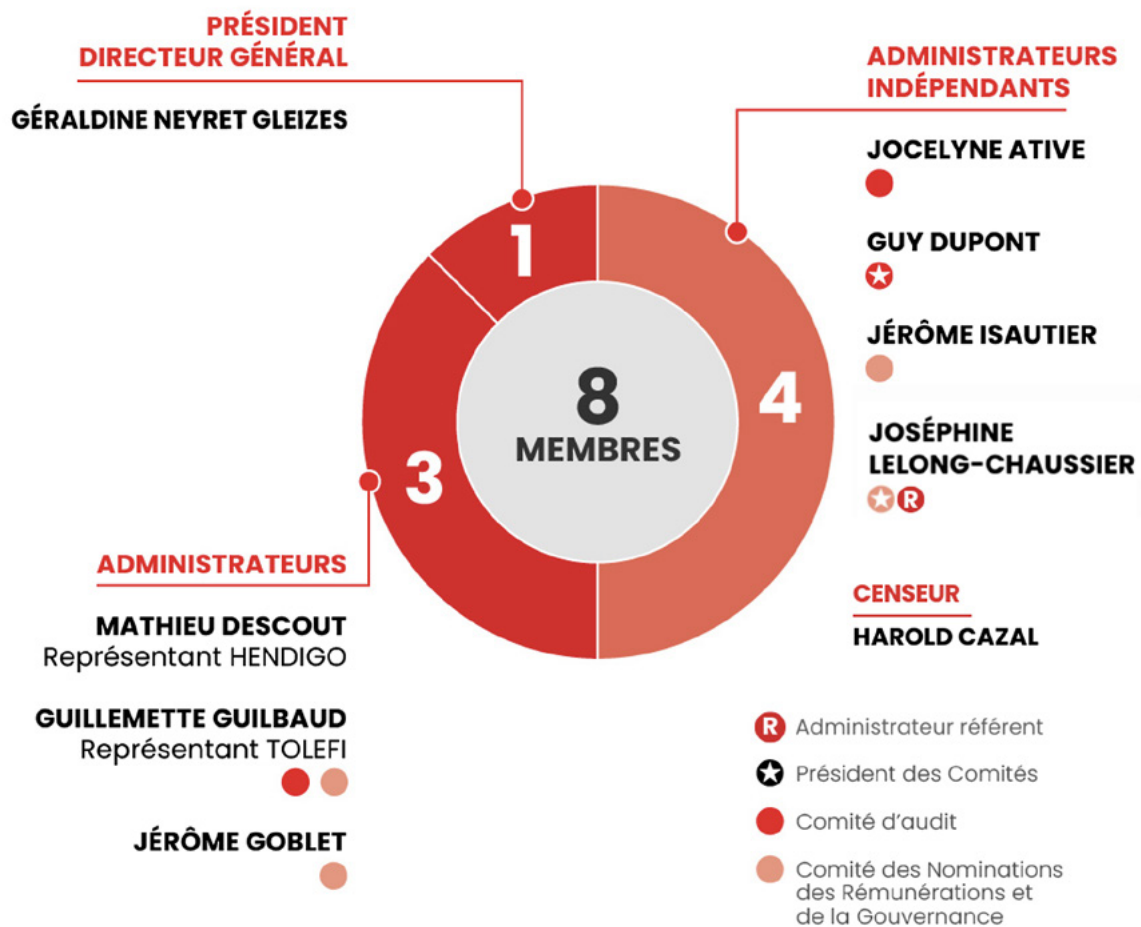 PRÉSIDENT
DIRECTEUR GÉNÉRAL
GÉRALDINE NEYRET GLEIZES
ADMINISTRATEURS
INDÉPENDANTS
JOCELYNE ATIVE
GUY DUPONT
JÉRÔME ISAUTIER
JOSÉPHINE
LELONG-CHAUSSIER
R
1
8
MEMBRES
4
3
ADMINISTRATEURS
MATHIEU DESCOUT
Représentant HENDIGO
GUILLEMETTE GUILBAUD
Représentant TOLEFI
JÉRÔME GOBLET
CENSEUR
HAROLD CAZAL
R Administrateur référent
Président des Comités
Comité d'audit
Comité des Nominations
des Rémunérations et
de la Gouvernance